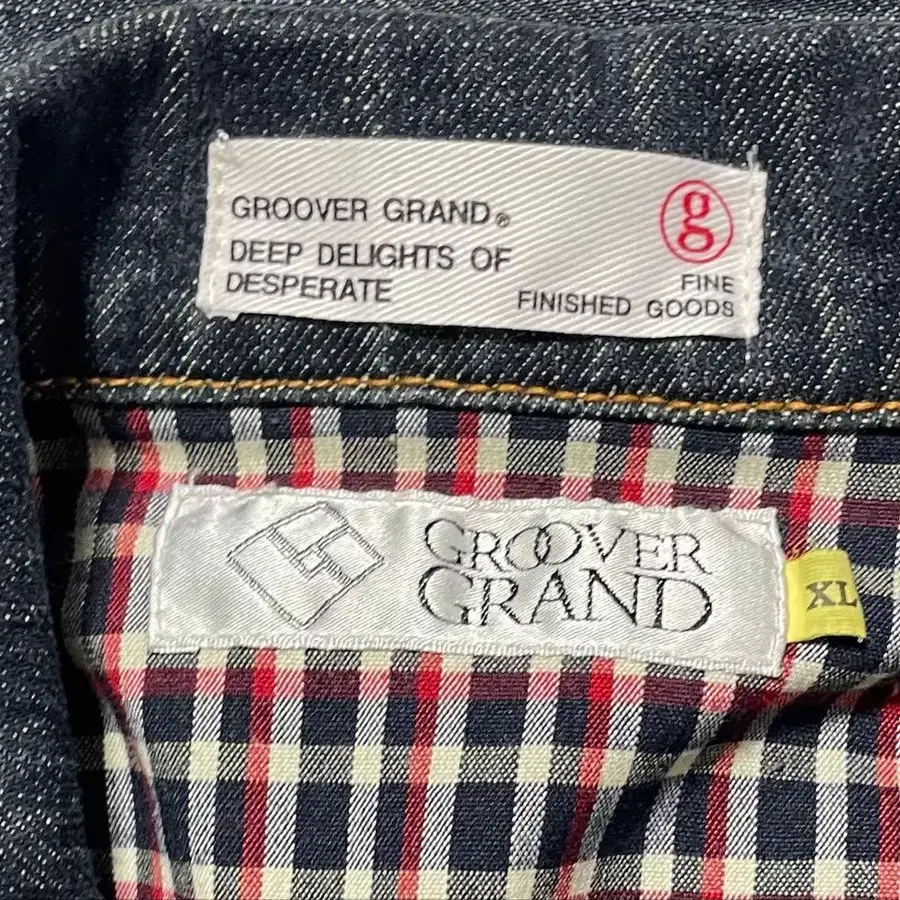 GROOVER GRAND®
DEEP DELIGHTS OF
DESPERATE
g
FINE
FINISHED GOODS
GROOVER
GRAND
XL